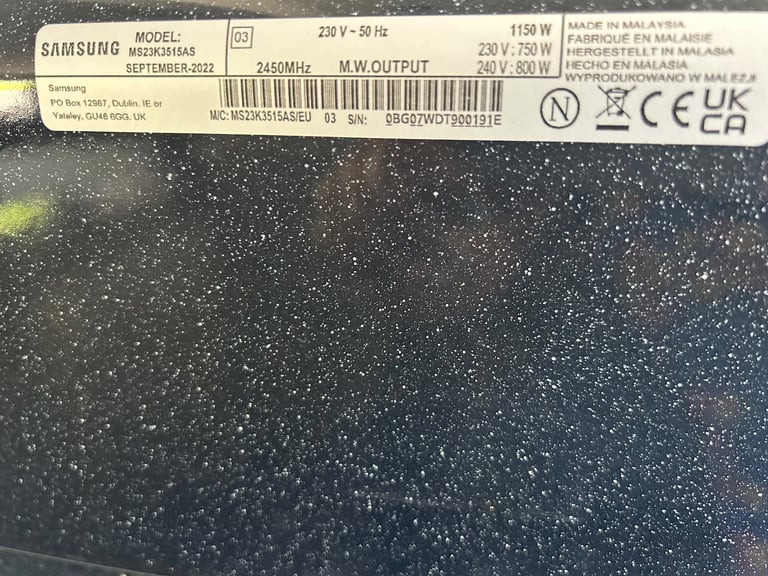 SAMSUNG
MODEL:
MS23K3515AS
SEPTEMBER-2022
03
230 V ~ 50 Hz
1150 W
230 V : 750 W
2450MHz M.W.OUTPUT 240 V : 800 W
MADE IN MALAYSIA
FABRIQUÉ EN MALAISIE
HERGESTELLT IN MALASIA
HECHO EN MALASIA
WYPRODUKOWANO W MALEZJI
Samsung
PO Box 12987, Dublin. IE or
Yateley, GU46 6GG. UK
M/C: MS23K3515AS/EU 03 S/N: 0BG07WDT900191E
N
CE
UK
CA